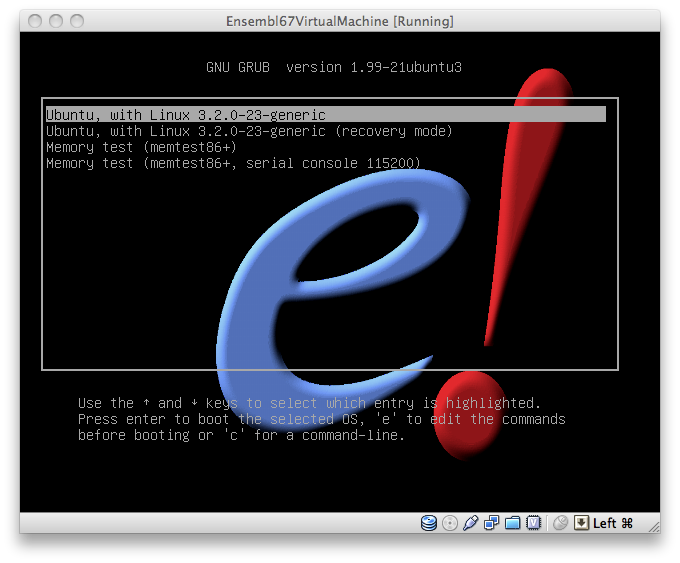 Ensembl67VirtualMachine [Running]
GNU GRUB  version 1.99-21ubuntu3
Ubuntu, with Linux 3.2.0-23-generic
Ubuntu, with Linux 3.2.0-23-generic (recovery mode)
Memory test (memtest86+)
Memory test (memtest86+, serial console 115200)
e!
Use the ↑ and ↓ keys to select which entry is highlighted.
Press enter to boot the selected OS, 'e' to edit the commands
before booting or 'c' for a command-line.
Left ⌘